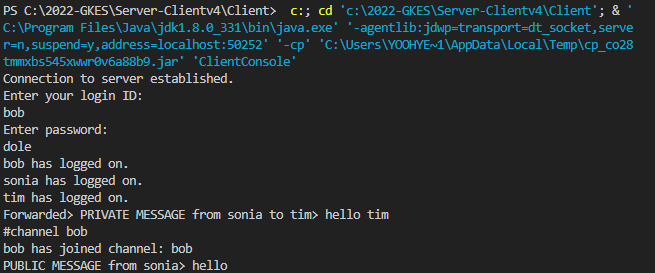 PS C:\2022-GKES\Server-Clientv4\Client>  c:; cd 'c:\2022-GKES\Server-Clientv4\Client'; & '
C:\Program Files\Java\jdk1.8.0_331\bin\java.exe' '-agentlib:jdwp=transport=dt_socket,serve
r=n,suspend=y,address=localhost:50252' '-cp' 'C:\Users\YOOHYE~1\AppData\Local\Temp\cp_co28
tmmxbs545xwwr0v6a88b9.jar' 'ClientConsole'
Connection to server established.
Enter your login ID:
bob
Enter password:
dole
bob has logged on.
sonia has logged on.
tim has logged on.
Forwarded> PRIVATE MESSAGE from sonia to tim> hello tim
#channel bob
bob has joined channel: bob
PUBLIC MESSAGE from sonia> hello